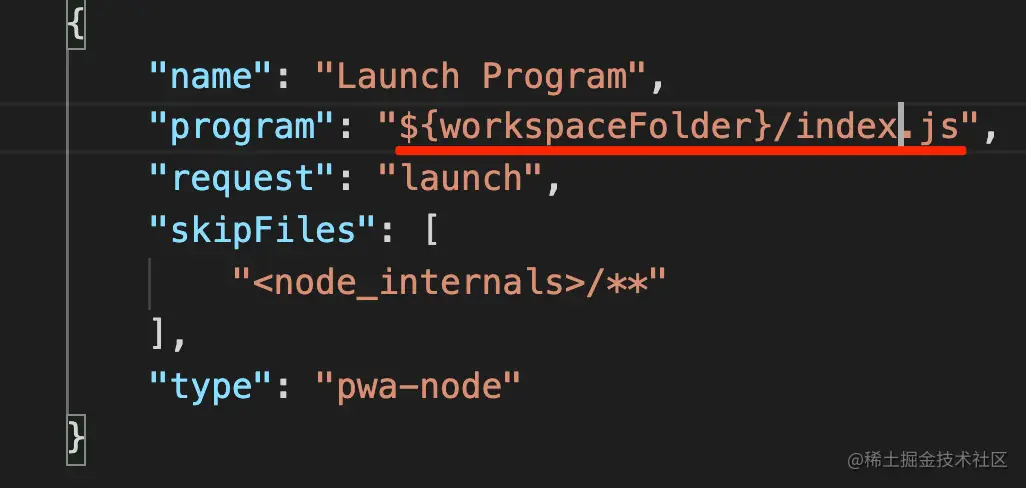 {
"name": "Launch Program",
"program": "${workspaceFolder}/index.js",
"request": "launch",
"skipFiles": [
"<node_internals>/**"
],
"type": "pwa-node"
}
@稀土掘金技术社区